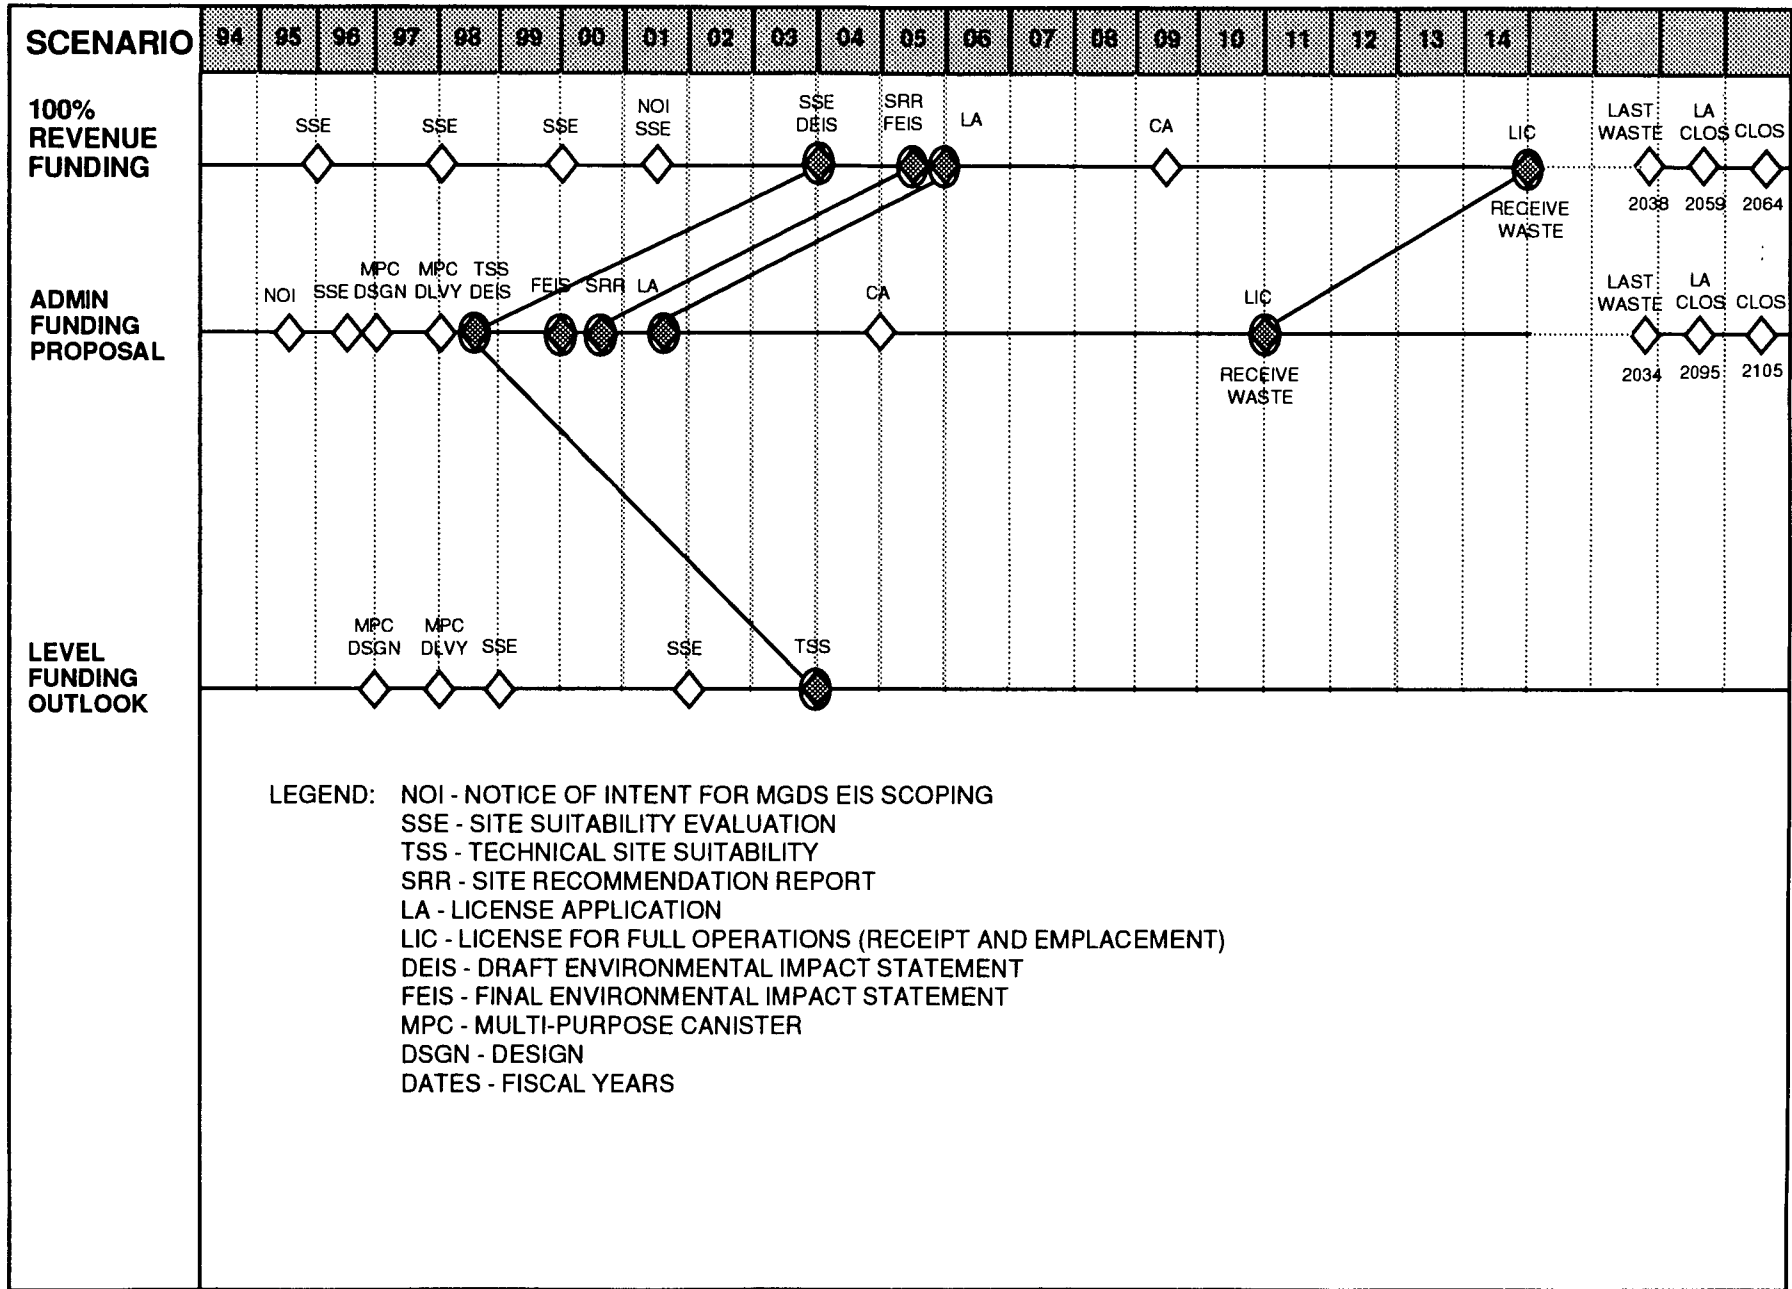 SCENARIO 94 95 96 97 98 99 00 01 02 03 04 05 06 07 08 09 10 11 12 13 14
100%
REVENUE
FUNDING
SSE
SSE
SSE
NOI
SSE
SSE
DEIS
SRR
FEIS
LA
CA
LIC
RECEIVE
WASTE
LAST
WASTE
2038
LA
CLOS
2059
CLOS
2064
ADMIN
FUNDING
PROPOSAL
NOI
SSE
MPC
DSGN
MPC
DLVY
TSS
DEIS
FEIS
SRR
LA
CA
LIC
RECEIVE
WASTE
LAST
WASTE
2034
LA
CLOS
2095
CLOS
2105
LEVEL
FUNDING
OUTLOOK
MPC
DSGN
MPC
DLVY
SSE
SSE
TSS
LEGEND: NOI - NOTICE OF INTENT FOR MGDS EIS SCOPING
SSE - SITE SUITABILITY EVALUATION
TSS - TECHNICAL SITE SUITABILITY
SRR - SITE RECOMMENDATION REPORT
LA - LICENSE APPLICATION
LIC - LICENSE FOR FULL OPERATIONS (RECEIPT AND EMPLACEMENT)
DEIS - DRAFT ENVIRONMENTAL IMPACT STATEMENT
FEIS - FINAL ENVIRONMENTAL IMPACT STATEMENT
MPC - MULTI-PURPOSE CANISTER
DSGN - DESIGN
DATES - FISCAL YEARS